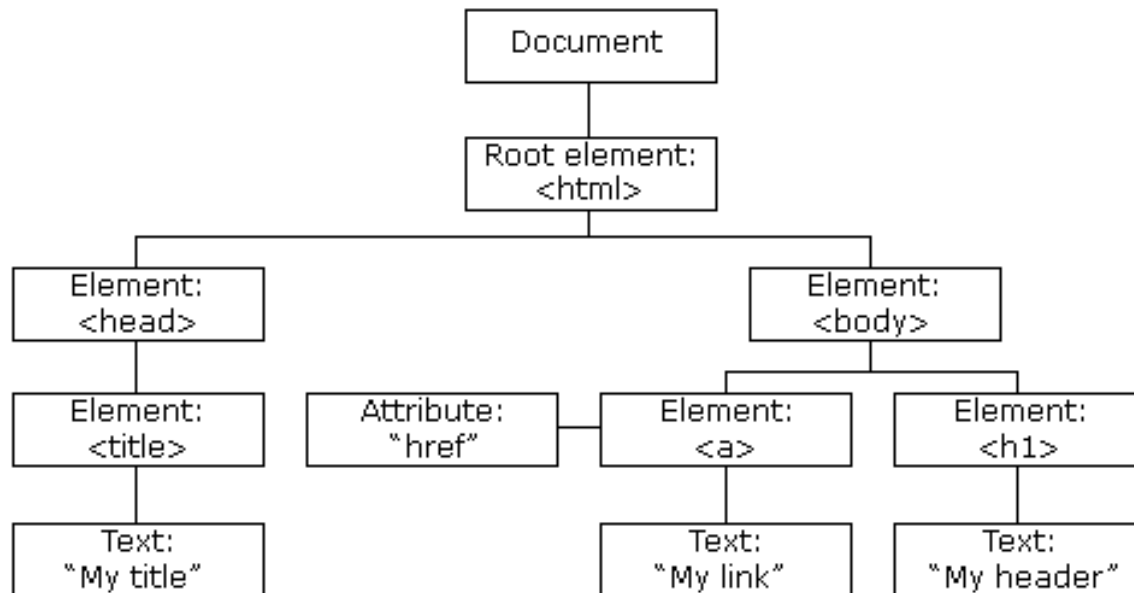 Document
Root element:
<html>
Element:
<head>
Element:
<body>
Element:
<title>
Attribute:
“href”
Element:
<a>
Element:
<h1>
Text:
“My title”
Text:
“My link”
Text:
“My header”